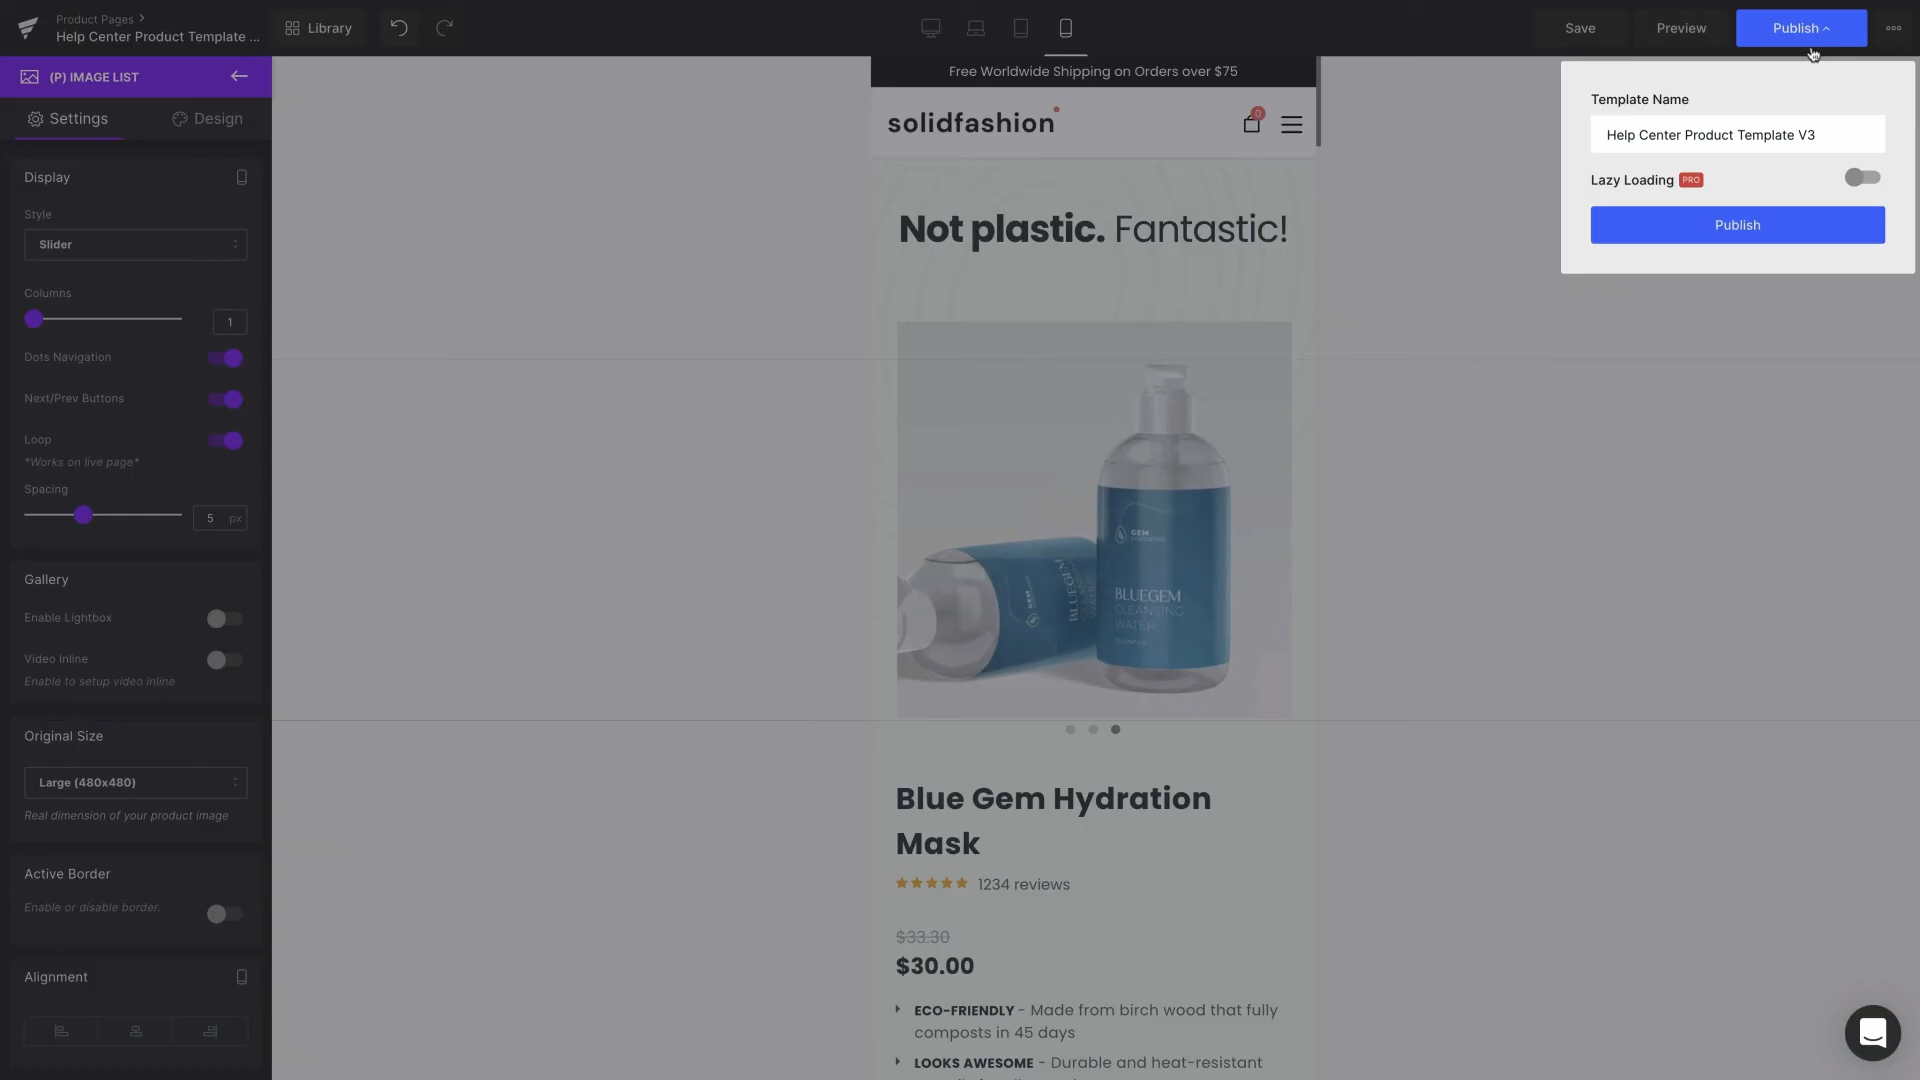 Product Pages
Help Center Product Template ...
Library
Save
Preview
Publish
(P) IMAGE LIST
Settings
Design
Display
Style
Slider
Columns
1
Dots Navigation
Next/Prev Buttons
Loop
*Works on live page*
Spacing
5 px
Gallery
Enable Lightbox
Video Inline
Enable to setup video inline
Original Size
Large (480x480)
Real dimension of your product image
Active Border
Enable or disable border.
Alignment
Free Worldwide Shipping on Orders over $75
solidfashion
0
Not plastic. Fantastic!
GEM
BLUEGEM
CLEANSING
WATER
BLUEGEM
Blue Gem Hydration
Mask
1234 reviews
$33.30
$30.00
ECO-FRIENDLY - Made from birch wood that fully
composts in 45 days
LOOKS AWESOME - Durable and heat-resistant
Template Name
Help Center Product Template V3
Lazy Loading PRO
Publish